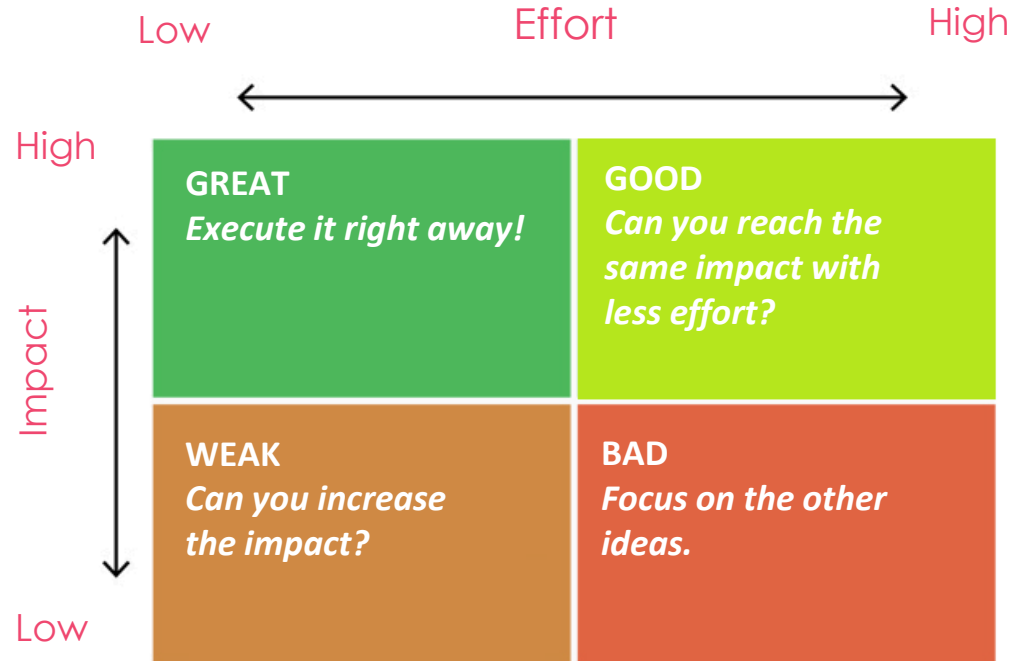 Low
Effort
High
High
Impact
Low
GREAT
Execute it right away!
GOOD
Can you reach the
same impact with
less effort?
WEAK
Can you increase
the impact?
BAD
Focus on the other
ideas.